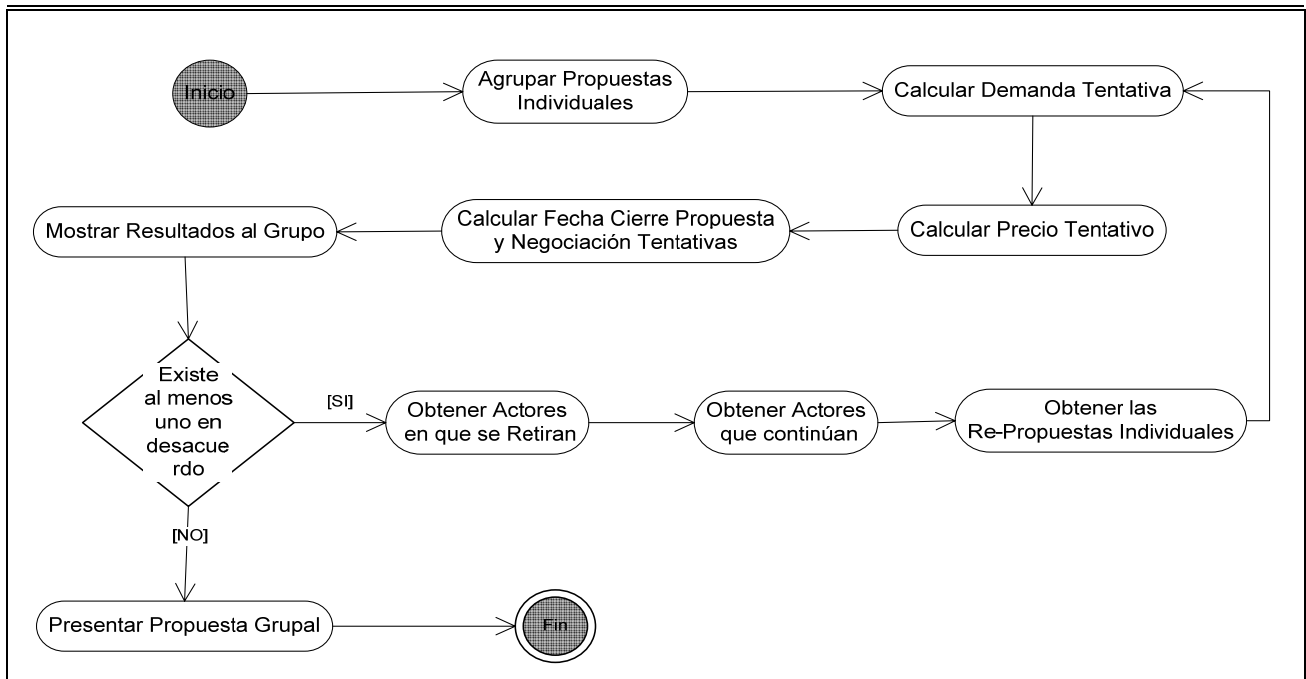 Inicio
Agrupar Propuestas
Individuales
Calcular Demanda Tentativa
Calcular Precio Tentativo
Calcular Fecha Cierre Propuesta
y Negociación Tentativas
Mostrar Resultados al Grupo
Existe
al menos
uno en
desacue
rdo
[SI]
Obtener Actores
en que se Retiran
Obtener Actores
que continúan
Obtener las
Re-Propuestas Individuales
[NO]
Presentar Propuesta Grupal
Fin